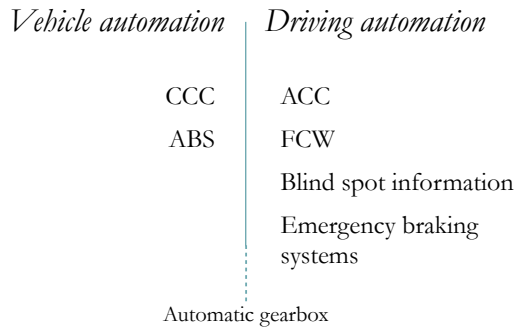 Vehicle automation
Driving automation
CCC
ACC
ABS
FCW
Blind spot information
Emergency braking
systems
Automatic gearbox